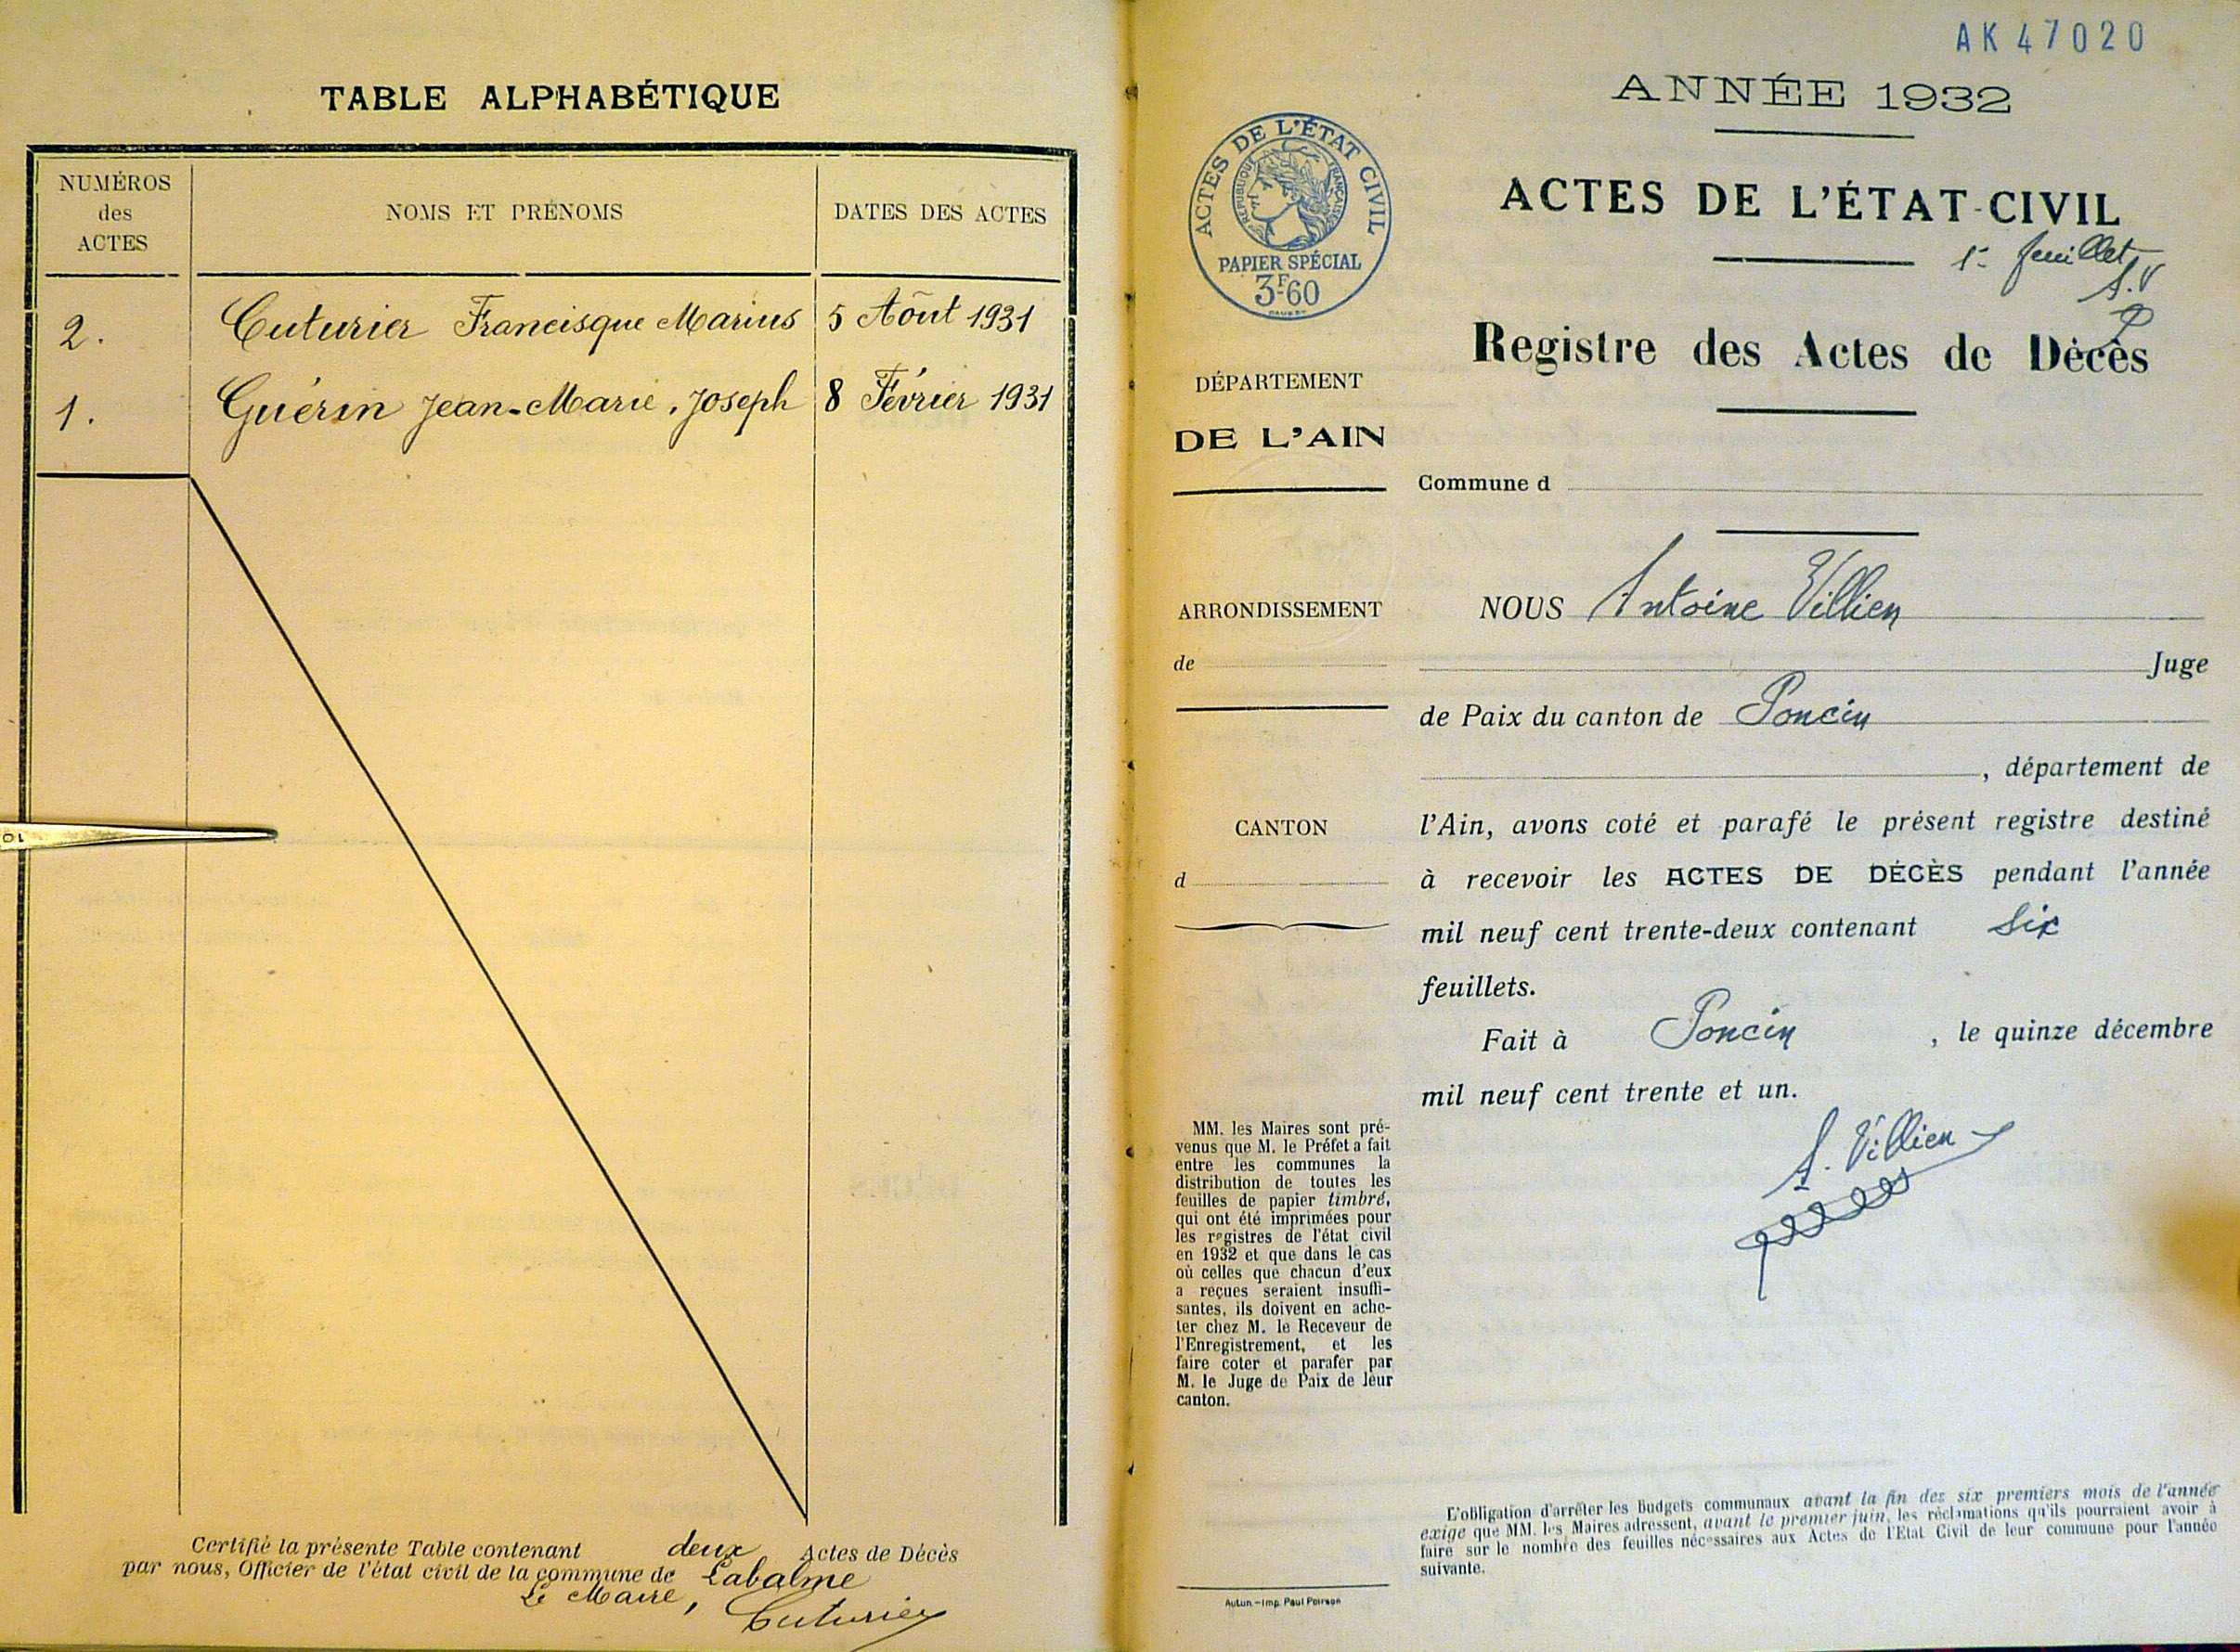 TABLE ALPHABÉTIQUE
NUMÉROS
des
ACTES
NOMS ET PRÉNOMS
DATES DES ACTES
2. Cuturier Francisque Marius 5 Août 1931
1. Guérin Jean-Marie, Joseph 8 Février 1931
Certifié la présente Table contenant deux Actes de Décès
par nous, Officier de l'état civil de la commune de Labalme
Le Maire,
Cuturier
10
AK 47020
ANNÉE 1932
ACTES DE L'ÉTAT CIVIL
RÉPUBLIQUE FRANÇAISE
PAPIER SPÉCIAL
3F60
ACTES DE L'ÉTAT-CIVIL
1er feuillet
A.V
Registre des Actes de Décès
DÉPARTEMENT
DE L'AIN
Commune d
ARRONDISSEMENT
de
CANTON
d
NOUS Antoine Villien
Juge
de Paix du canton de Poncin
, département de
l'Ain, avons coté et parafé le présent registre destiné
à recevoir les ACTES DE DÉCÈS pendant l'année
mil neuf cent trente-deux contenant Six
feuillets.
Fait à Poncin, le quinze décembre
mil neuf cent trente et un.
A. Villien
MM. les Maires sont pré-
venus que M. le Préfet a fait
entre les communes la
distribution de toutes les
feuilles de papier timbré,
qui ont été imprimées pour
les registres de l'état civil
en 1932 et que dans le cas
où celles que chacun d'eux
a reçues seraient insuffi-
santes, ils doivent en ache-
ter chez M. le Receveur de
l'Enregistrement, et les
faire coter et parafer par
M. le Juge de Paix de leur
canton.
L'obligation d'arrêter les Budgets communaux avant la fin des six premiers mois de l'année
exige que MM. les Maires adressent, avant le premier juin, les réclamations qu'ils pourraient avoir à
faire sur le nombre des feuilles nécessaires aux Actes de l'Etat Civil de leur commune pour l'année
suivante.
Autun.-Imp. Paul Poirson